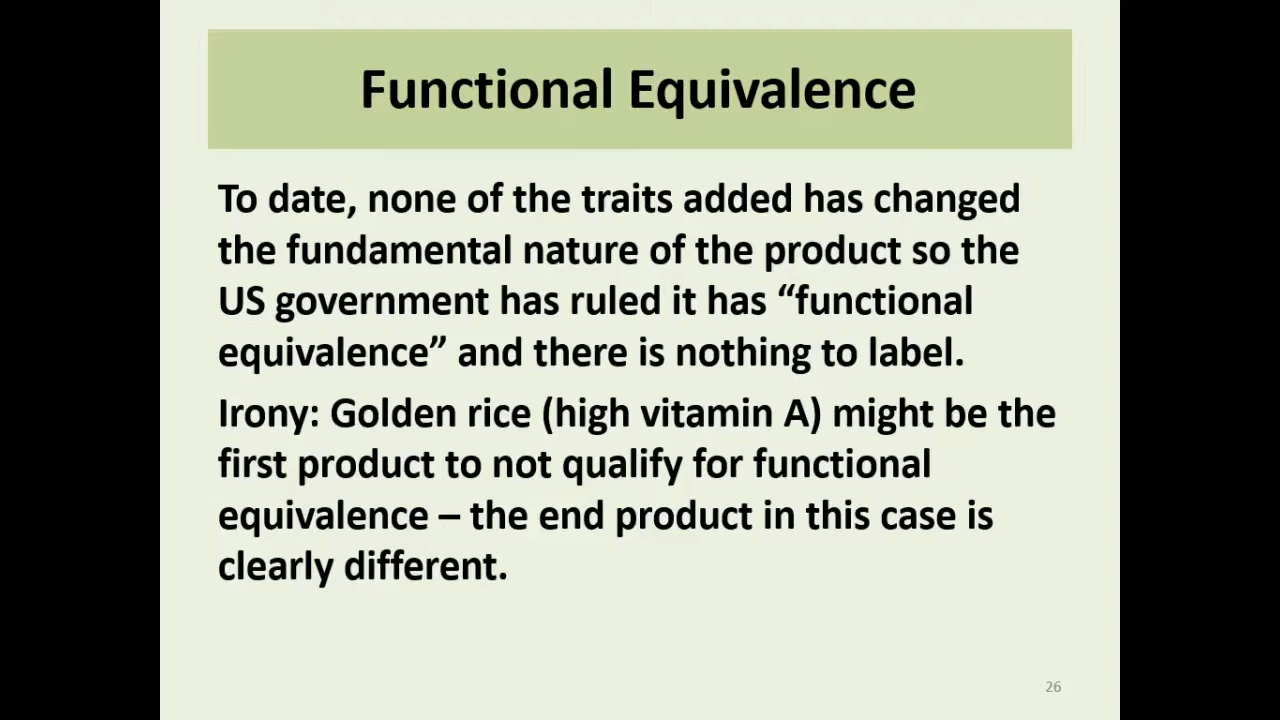 Functional Equivalence
To date, none of the traits added has changed
the fundamental nature of the product so the
US government has ruled it has “functional
equivalence” and there is nothing to label.
Irony: Golden rice (high vitamin A) might be the
first product to not qualify for functional
equivalence – the end product in this case is
clearly different.
26